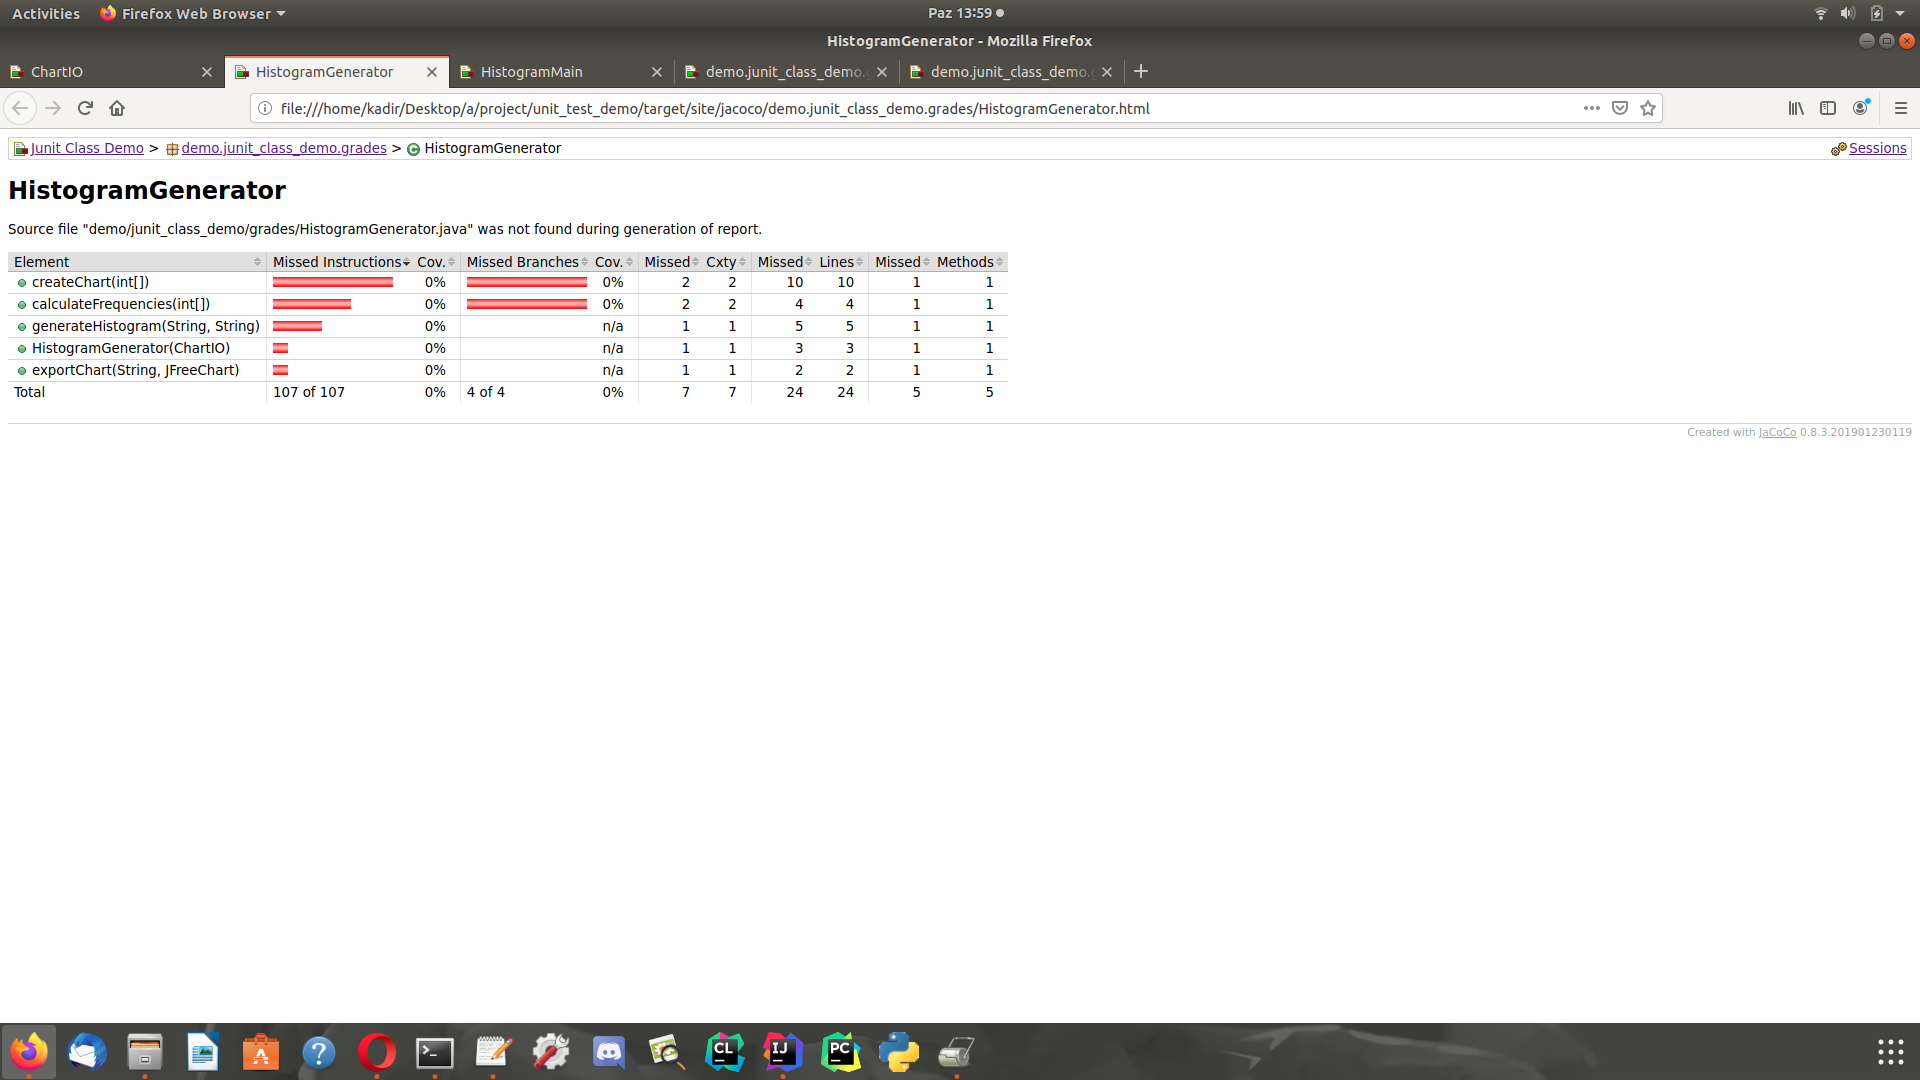 Activities Firefox Web Browser Paz 13:59
HistogramGenerator - Mozilla Firefox
ChartIO HistogramGenerator HistogramMain demo.junit_class_demo. demo.junit_class_demo.
file:///home/kadir/Desktop/a/project/unit_test_demo/target/site/jacoco/demo.junit_class_demo.grades/HistogramGenerator.html
Junit Class Demo > demo.junit_class_demo.grades > HistogramGenerator Sessions
HistogramGenerator
Source file "demo/junit_class_demo/grades/HistogramGenerator.java" was not found during generation of report.
Element Missed Instructions Cov. Missed Branches Cov. Missed Cxty Missed Lines Missed Methods
createChart(int[]) 0% 0% 2 2 10 10 1 1
calculateFrequencies(int[]) 0% 0% 2 2 4 4 1 1
generateHistogram(String, String) 0% n/a 1 1 5 5 1 1
HistogramGenerator(ChartIO) 0% n/a 1 1 3 3 1 1
exportChart(String, JFreeChart) 0% n/a 1 1 2 2 1 1
Total 107 of 107 0% 4 of 4 0% 7 7 24 24 5 5
Created with JaCoCo 0.8.3.201901230119
CL IJ PC